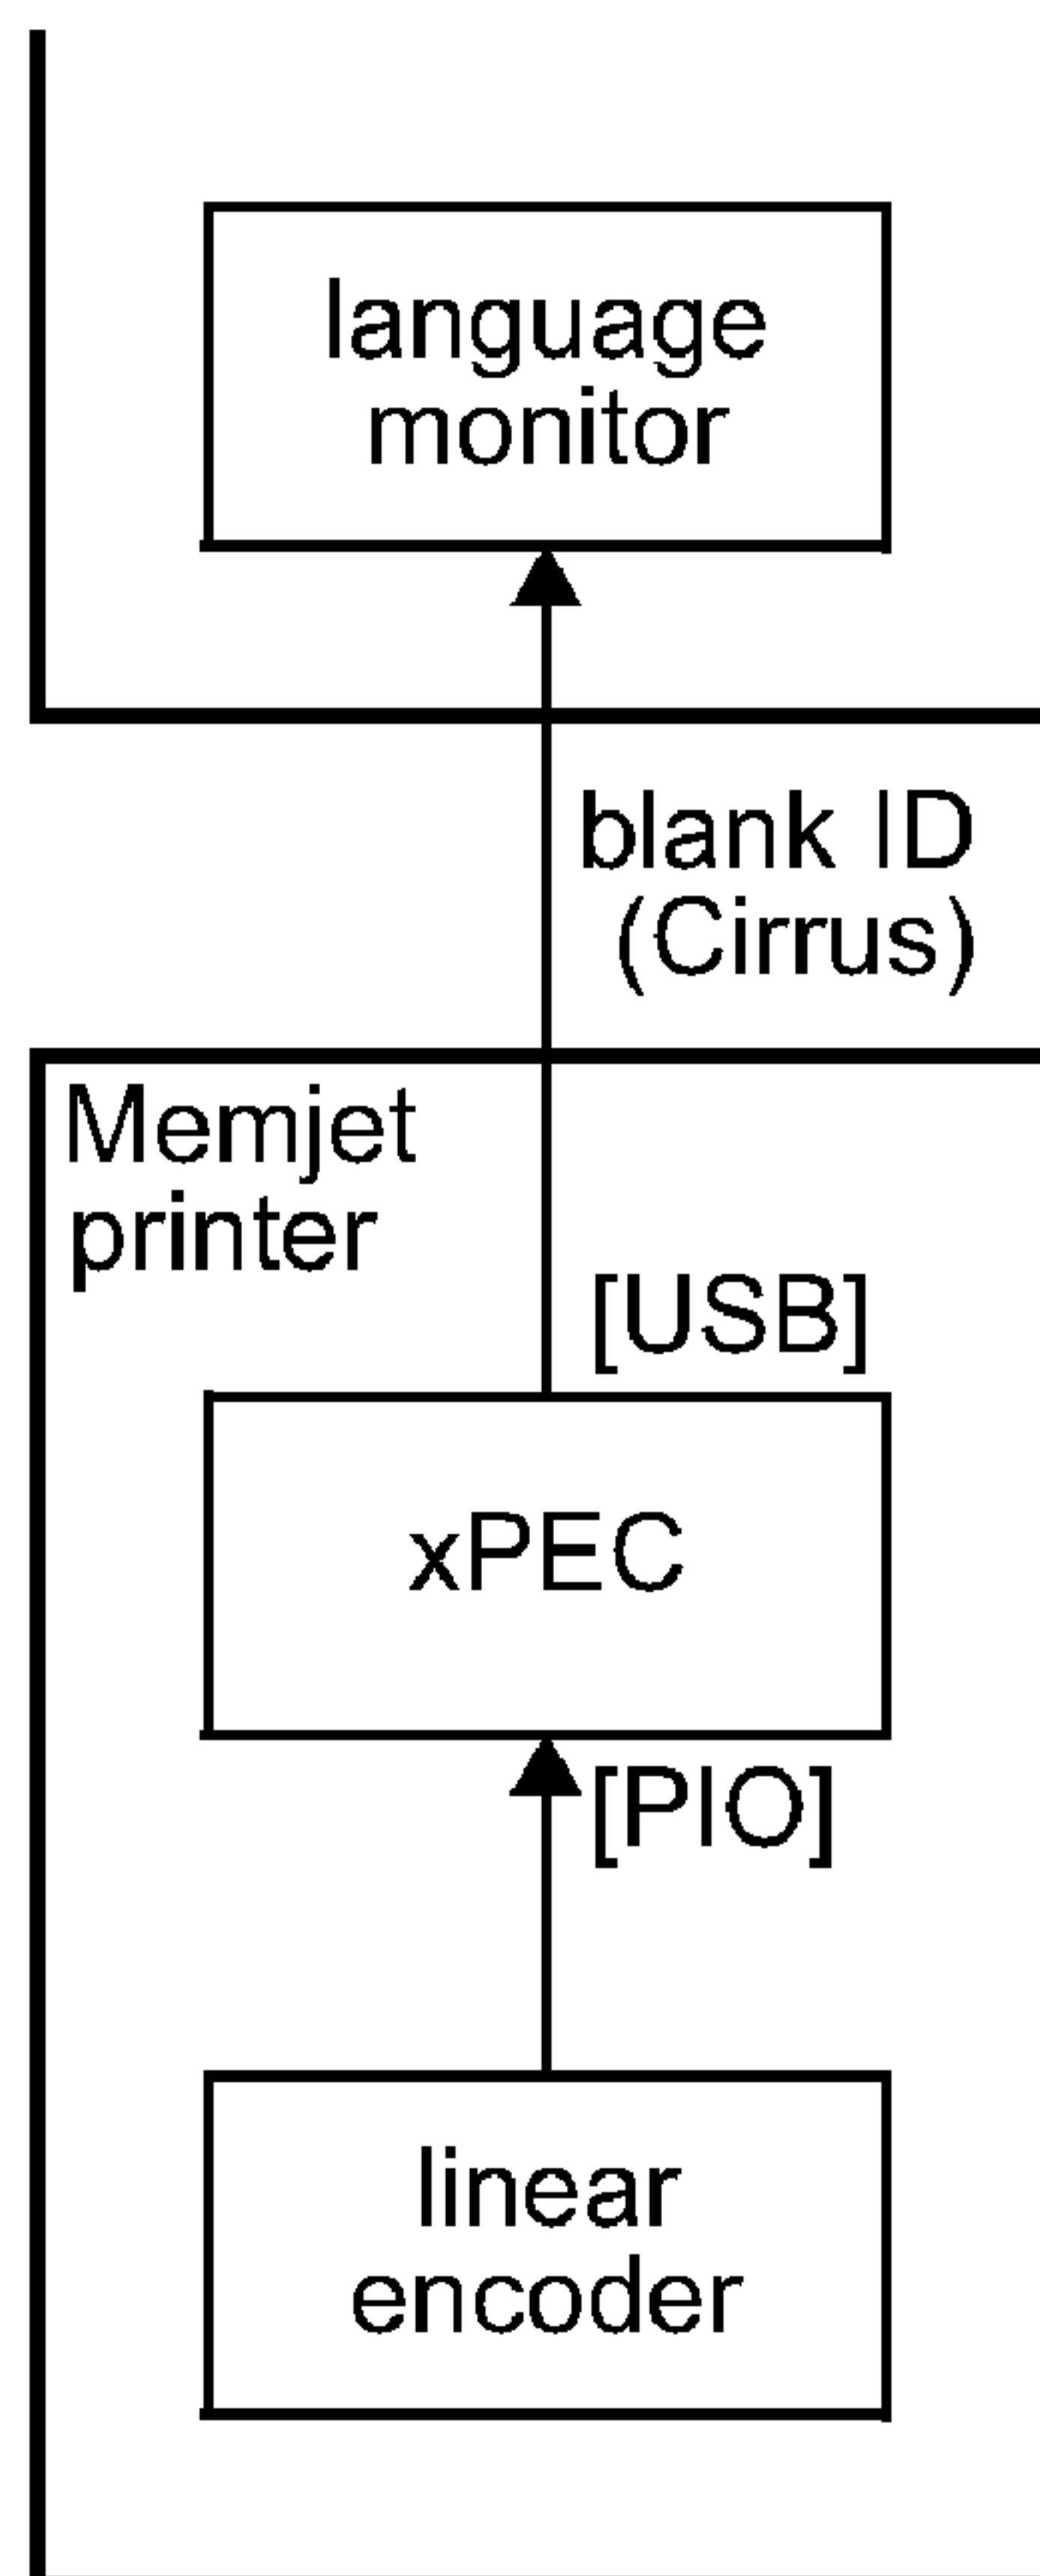 language
monitor
blank ID
(Cirrus)
Memjet
printer
[USB]
xPEC
[PIO]
linear
encoder